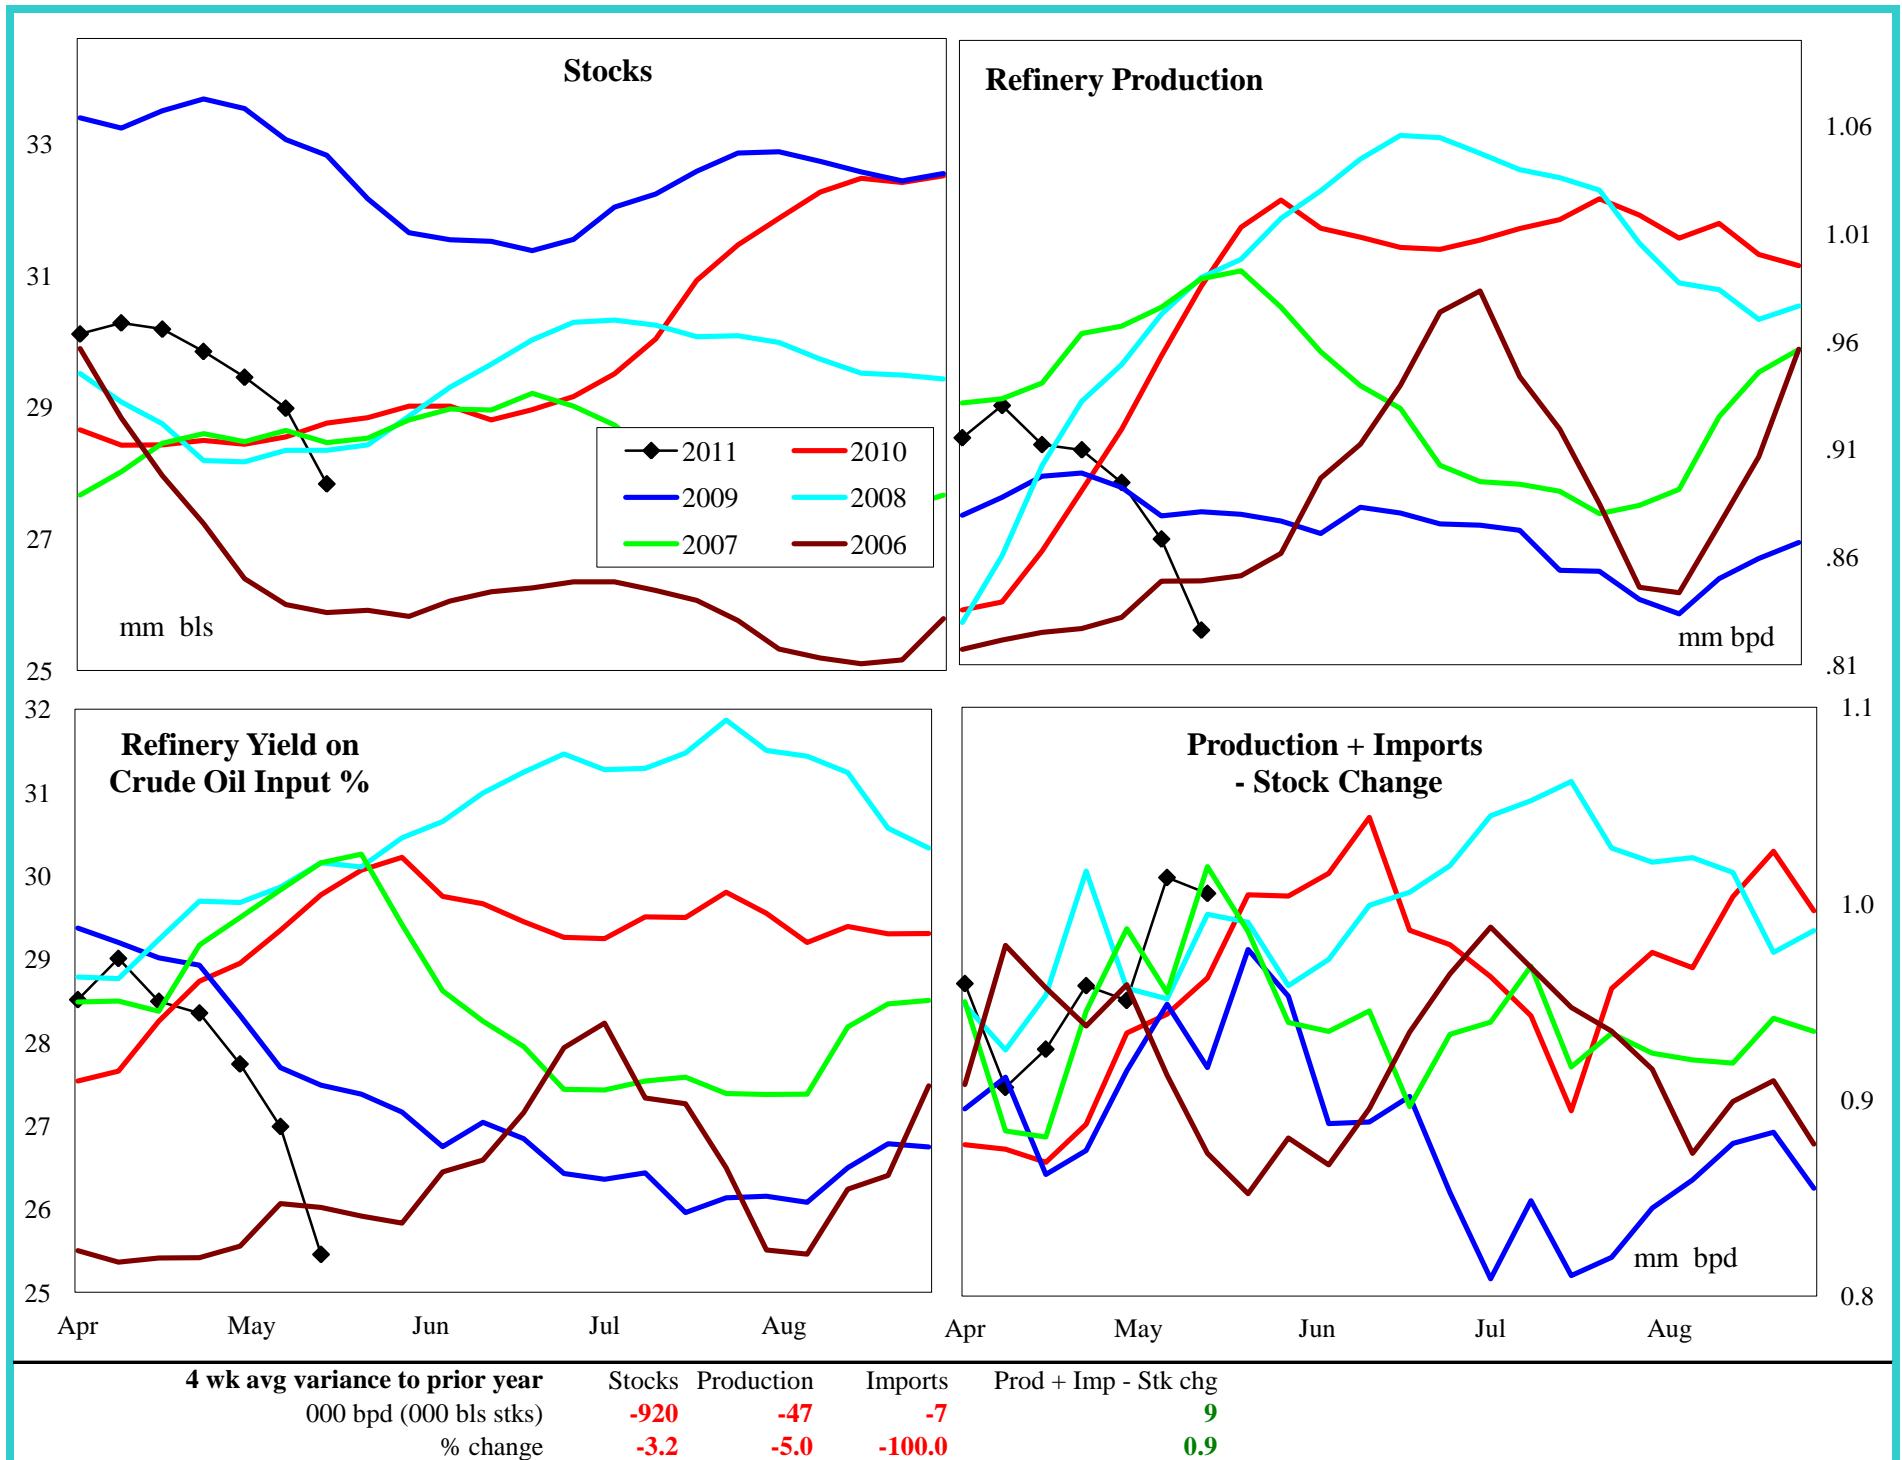 Stocks
33
31
29
27
25
mm bls
2011
2010
2009
2008
2007
2006
Refinery Production
1.06
1.01
.96
.91
.86
.81
mm bpd
Refinery Yield on
Crude Oil Input %
32
31
30
29
28
27
26
25
Apr May Jun Jul Aug
Production + Imports
- Stock Change
1.1
1.0
0.9
0.8
mm bpd
Apr May Jun Jul Aug
4 wk avg variance to prior year Stocks Production Imports Prod + Imp - Stk chg
000 bpd (000 bls stks) -920 -47 -7 9
% change -3.2 -5.0 -100.0 0.9